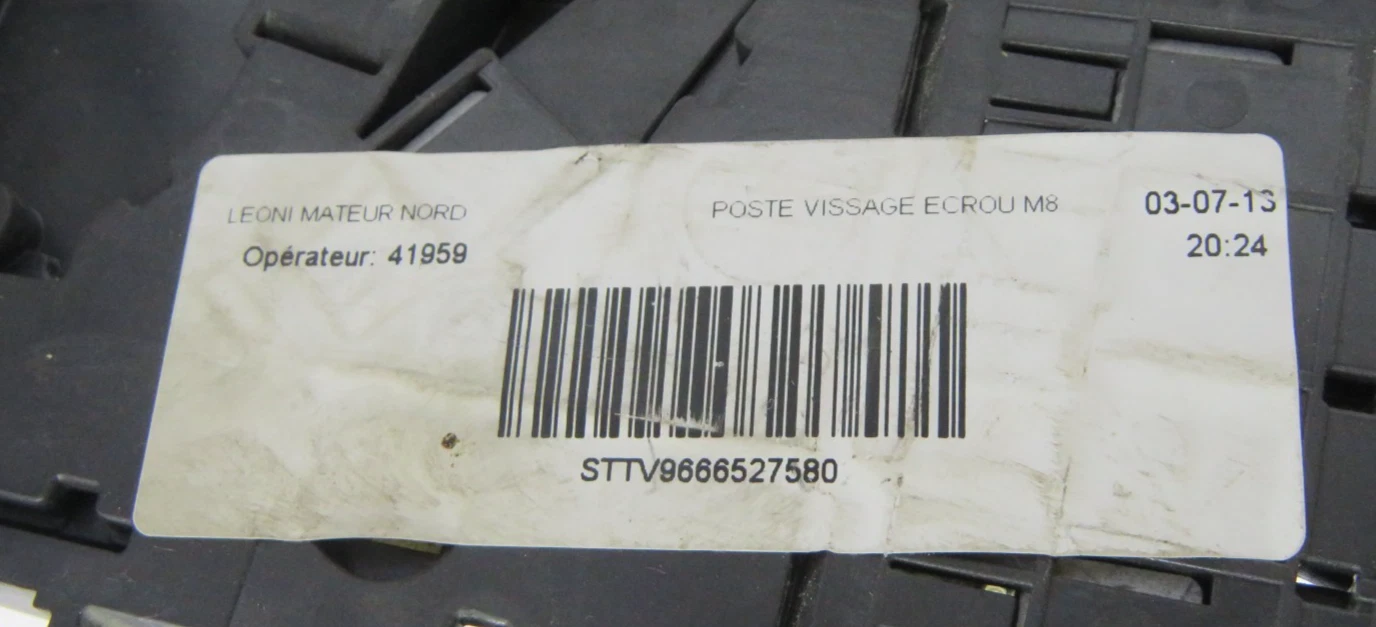 LEONI MATEUR NORD POSTE VISSAGE ECROU M8 03-07-13
Opérateur: 41959 20:24
STTV9666527580